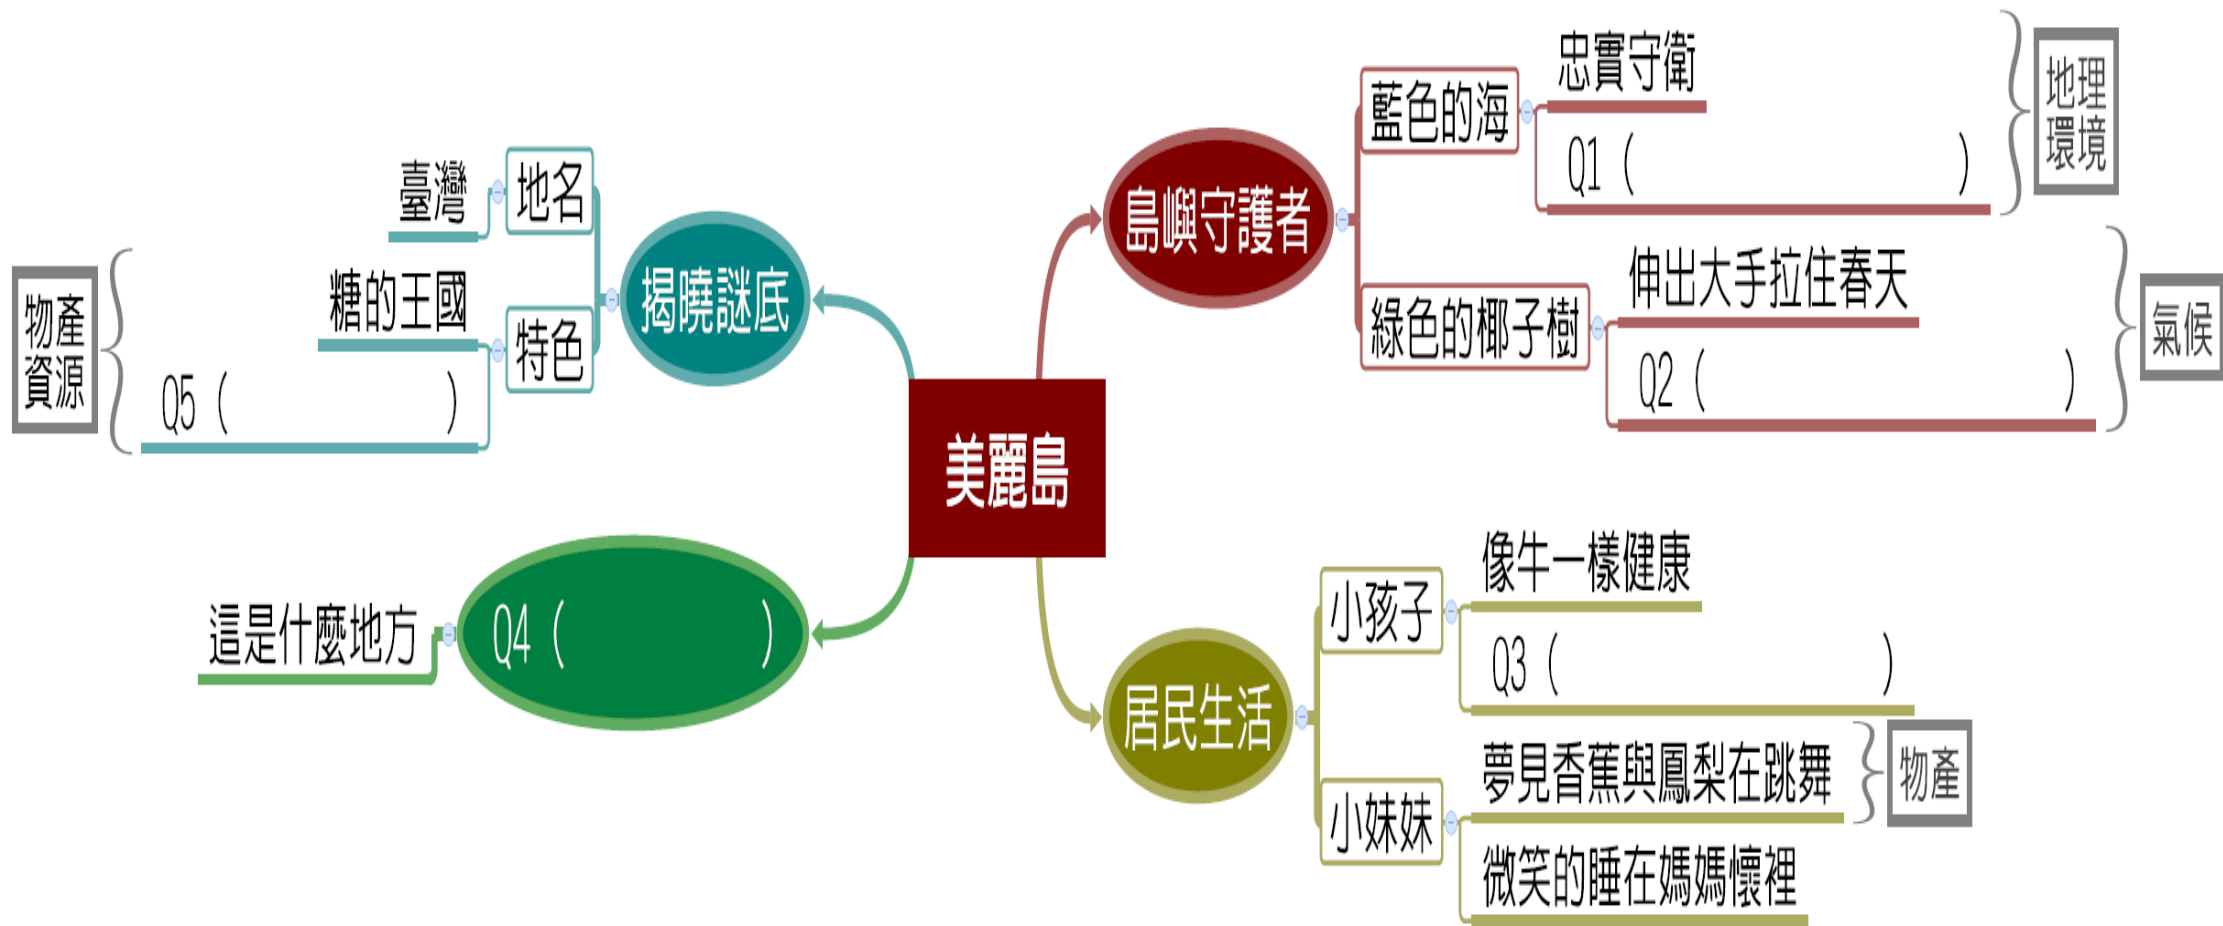 美麗島
島嶼守護者
藍色的海
忠實守衛
Q1（ ）
地理
環境
綠色的椰子樹
伸出大手拉住春天
Q2（ ）
氣候
居民生活
小孩子
像牛一樣健康
Q3（ ）
小妹妹
夢見香蕉與鳳梨在跳舞
物產
微笑的睡在媽媽懷裡
Q4（ ）
這是什麼地方
揭曉謎底
地名
臺灣
特色
糖的王國
Q5（ ）
物產
資源